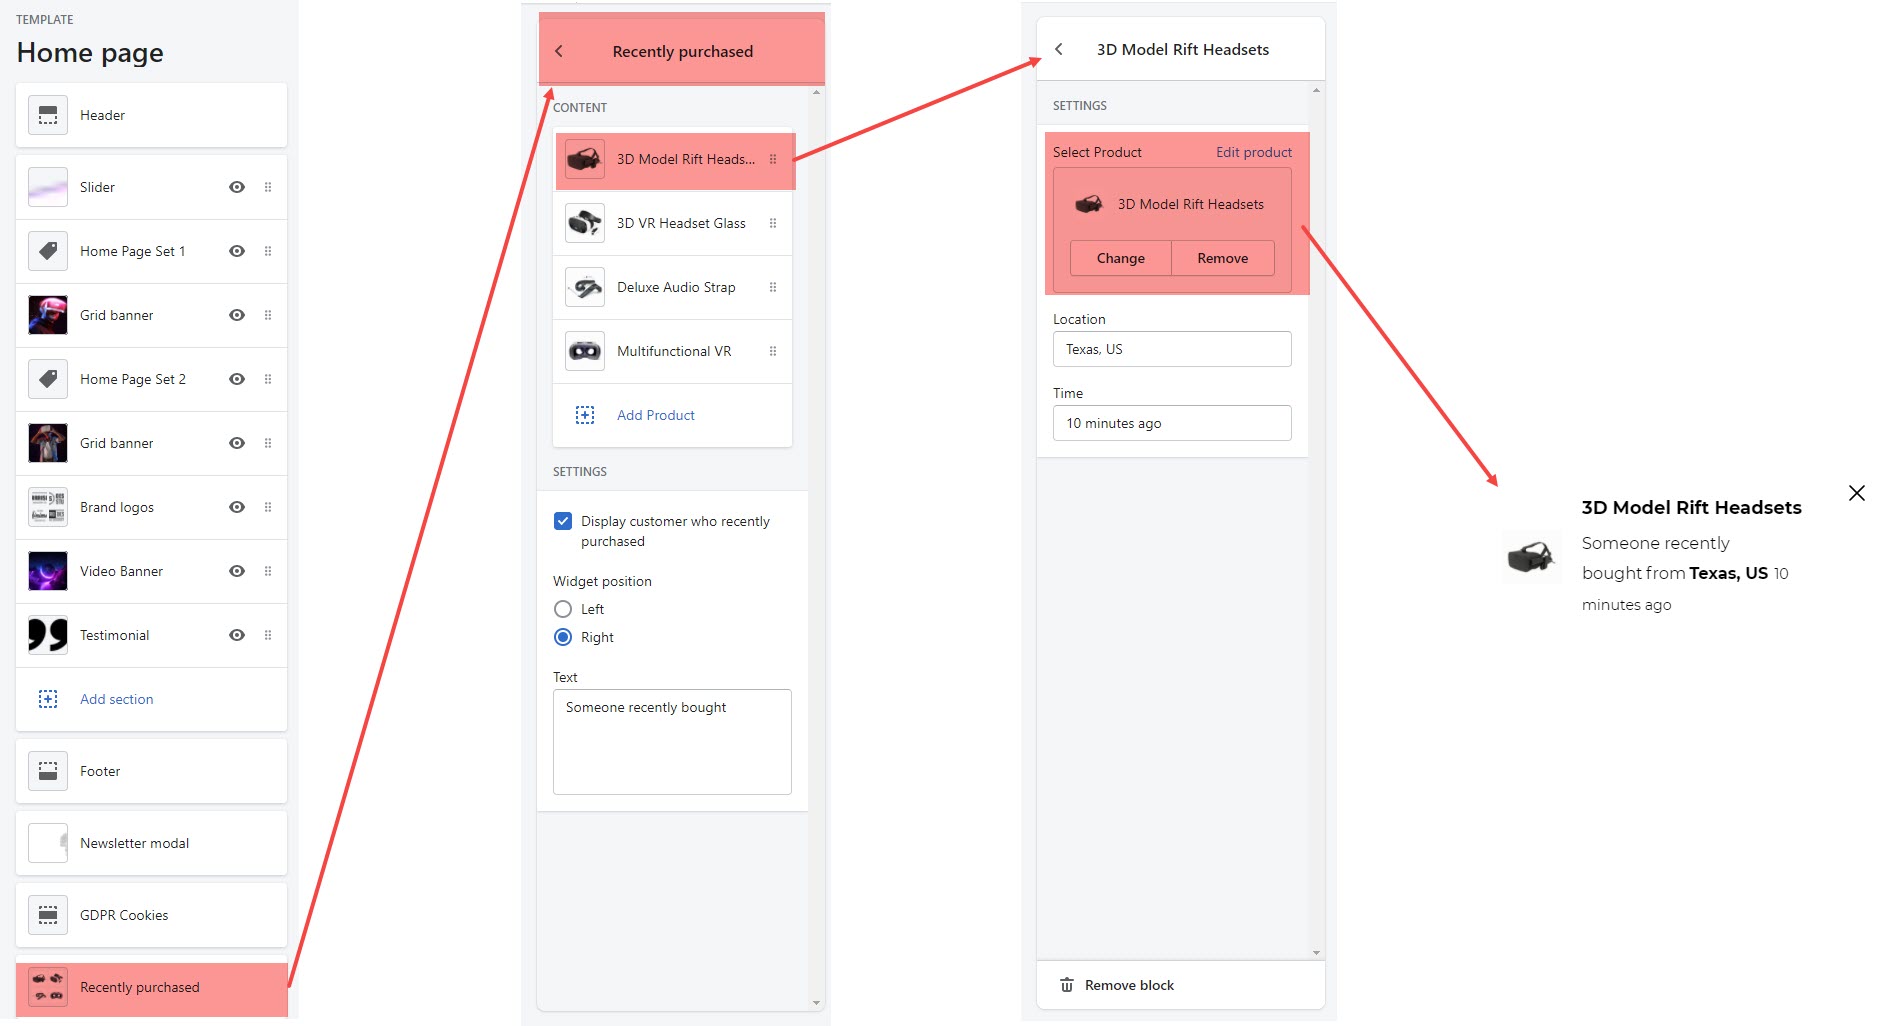 TEMPLATE
Home page
Header
Slider
Home Page Set 1
Grid banner
Home Page Set 2
Grid banner
Brand logos
Video Banner
Testimonial
Add section
Footer
Newsletter modal
GDPR Cookies
Recently purchased
Recently purchased
CONTENT
3D Model Rift Heads...
3D VR Headset Glass
Deluxe Audio Strap
Multifunctional VR
Add Product
SETTINGS
Display customer who recently
purchased
Widget position
Left
Right
Text
Someone recently bought
3D Model Rift Headsets
SETTINGS
Select Product Edit product
3D Model Rift Headsets
Change Remove
Location
Texas, US
Time
10 minutes ago
Remove block
3D Model Rift Headsets
Someone recently
bought from Texas, US 10
minutes ago